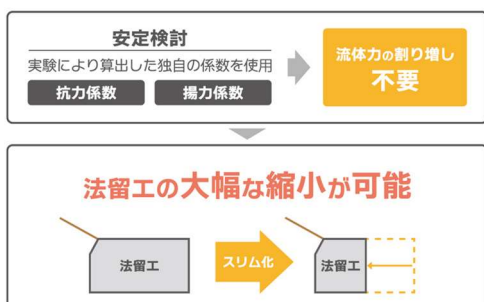 安定検討
実験により算出した独自の係数を使用
抗力係数
揚力係数
流体力の割り増し
不要
法留工の大幅な縮小が可能
法留工
スリム化
法留工